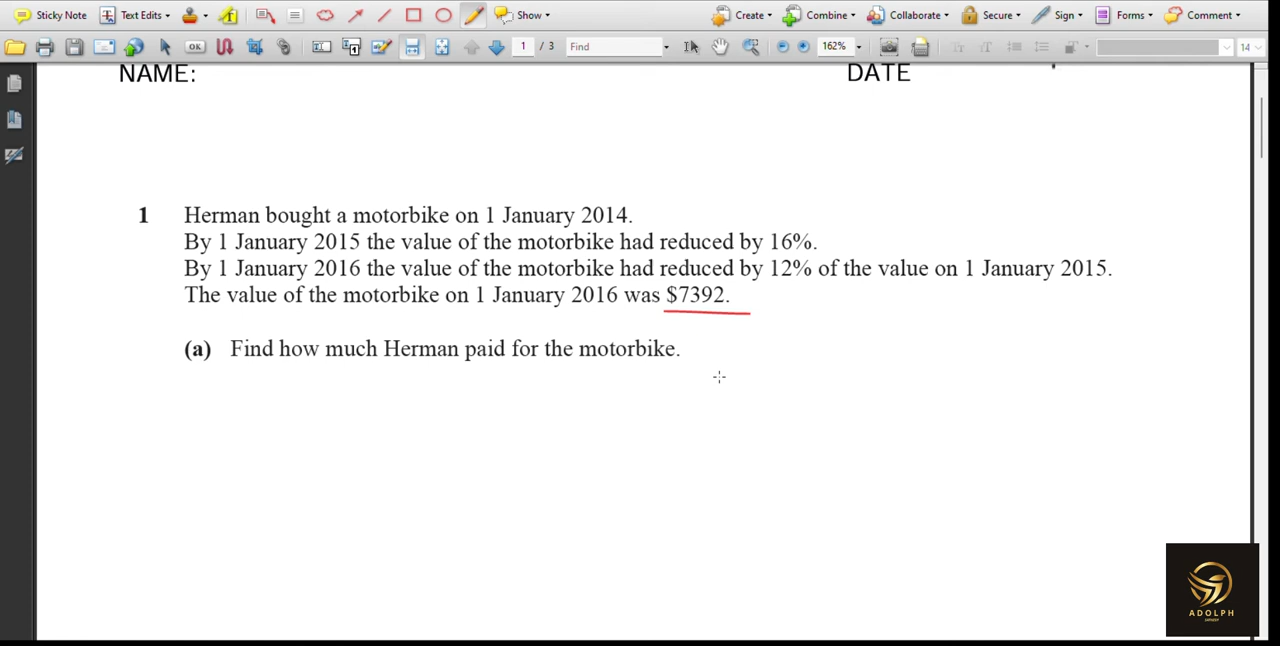 Sticky Note Text Edits Show Create Combine Collaborate Secure Sign Forms Comment
OK 1 / 3 Find 162% 14
NAME: DATE
1 Herman bought a motorbike on 1 January 2014.
By 1 January 2015 the value of the motorbike had reduced by 16%.
By 1 January 2016 the value of the motorbike had reduced by 12% of the value on 1 January 2015.
The value of the motorbike on 1 January 2016 was $7392.
(a) Find how much Herman paid for the motorbike.
ADOLPH